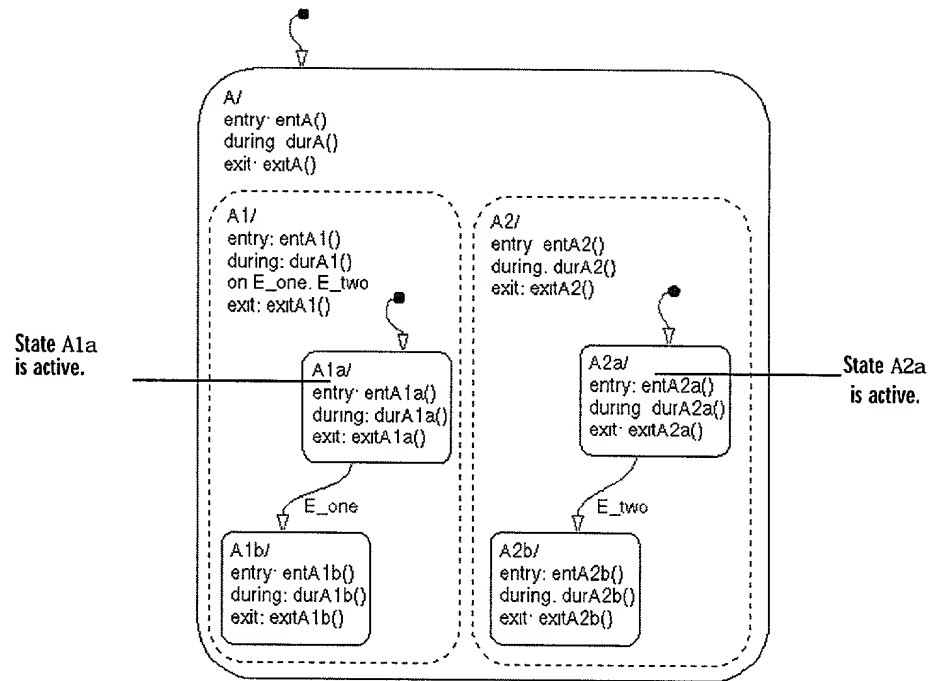 A/
entry· entA()
during durA()
exit· exitA()
A1/
entry: entA1()
during: durA1()
on E_one. E_two
exit: exitA1()
A2/
entry entA2()
during. durA2()
exit: exitA2()
State A1a
is active.
A1a/
entry· entA1a()
during: durA1a()
exit: exitA1a()
A2a/
entry: entA2a()
during durA2a()
exit· exitA2a()
State A2a
is active.
E_one
E_two
A1b/
entry· entA1b()
during: durA1b()
exit: exitA1b()
A2b/
entry: entA2b()
during. durA2b()
exit· exitA2b()